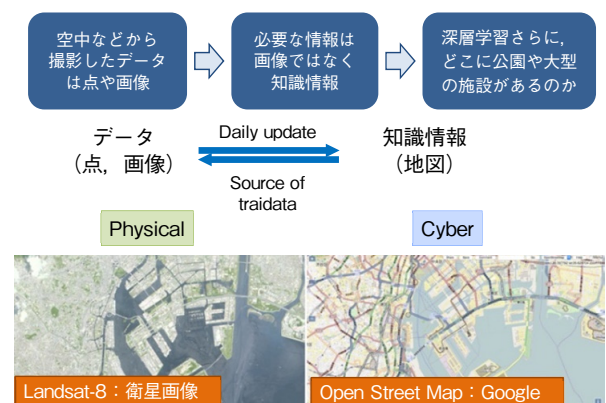 空中などから
撮影したデータ
は点や画像
必要な情報は
画像ではなく
知識情報
深層学習さらに,
どこに公園や大型
の施設があるのか
データ
（点，画像）
Daily update
Source of
traidata
知識情報
（地図）
Physical
Cyber
Landsat-8：衛星画像
Open Street Map：Google